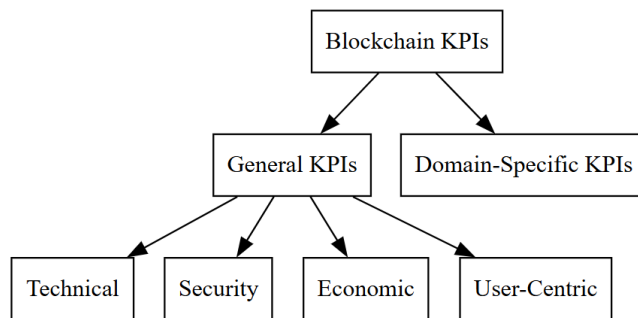 Blockchain KPIs
General KPIs
Domain-Specific KPIs
Technical
Security
Economic
User-Centric